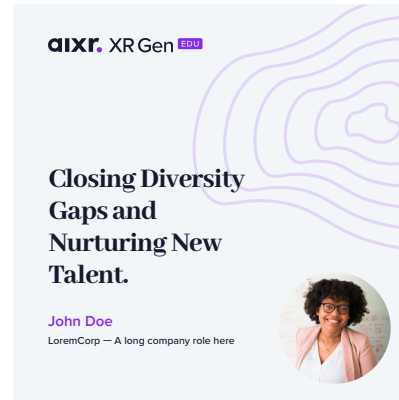 aixr. XR Gen EDU
Closing Diversity
Gaps and
Nurturing New
Talent.
John Doe
LoremCorp — A long company role here